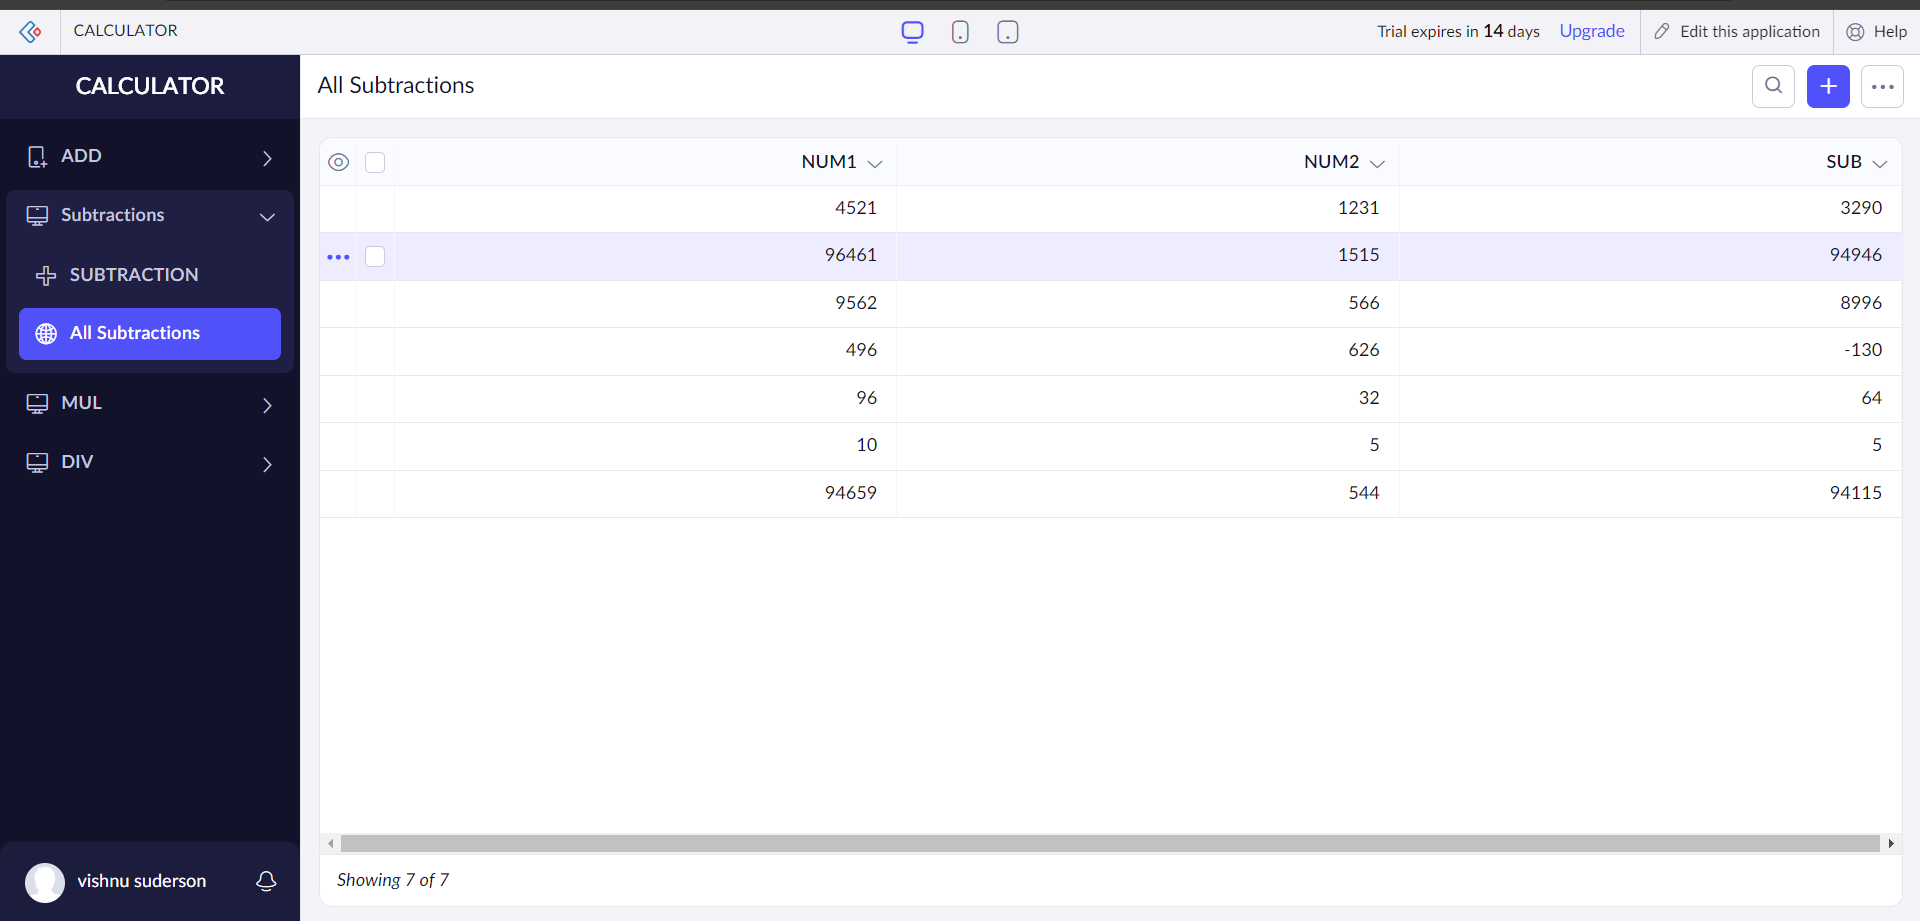 CALCULATOR
Trial expires in 14 days Upgrade Edit this application Help
CALCULATOR
ADD
Subtractions
SUBTRACTION
All Subtractions
MUL
DIV
vishnu suderson
All Subtractions
NUM1 NUM2 SUB
4521 1231 3290
96461 1515 94946
9562 566 8996
496 626 -130
96 32 64
10 5 5
94659 544 94115
Showing 7 of 7